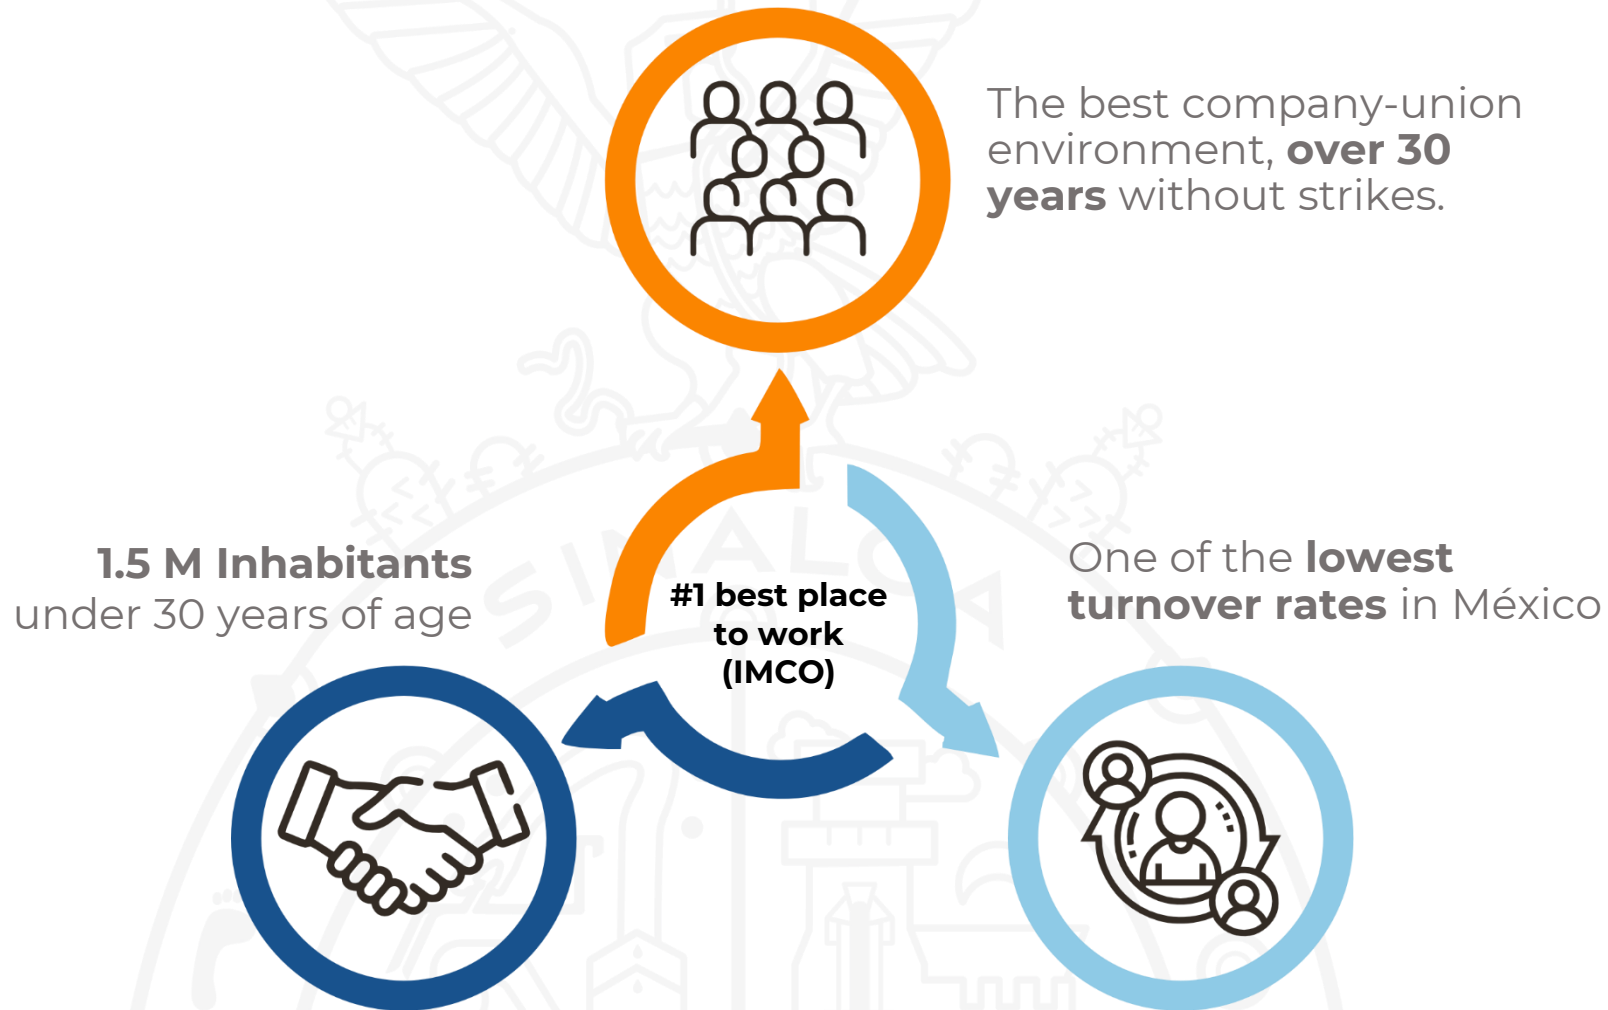 The best company-union
environment, over 30
years without strikes.
1.5 M Inhabitants
under 30 years of age
#1 best place
to work
(IMCO)
One of the lowest
turnover rates in México
SINALOA